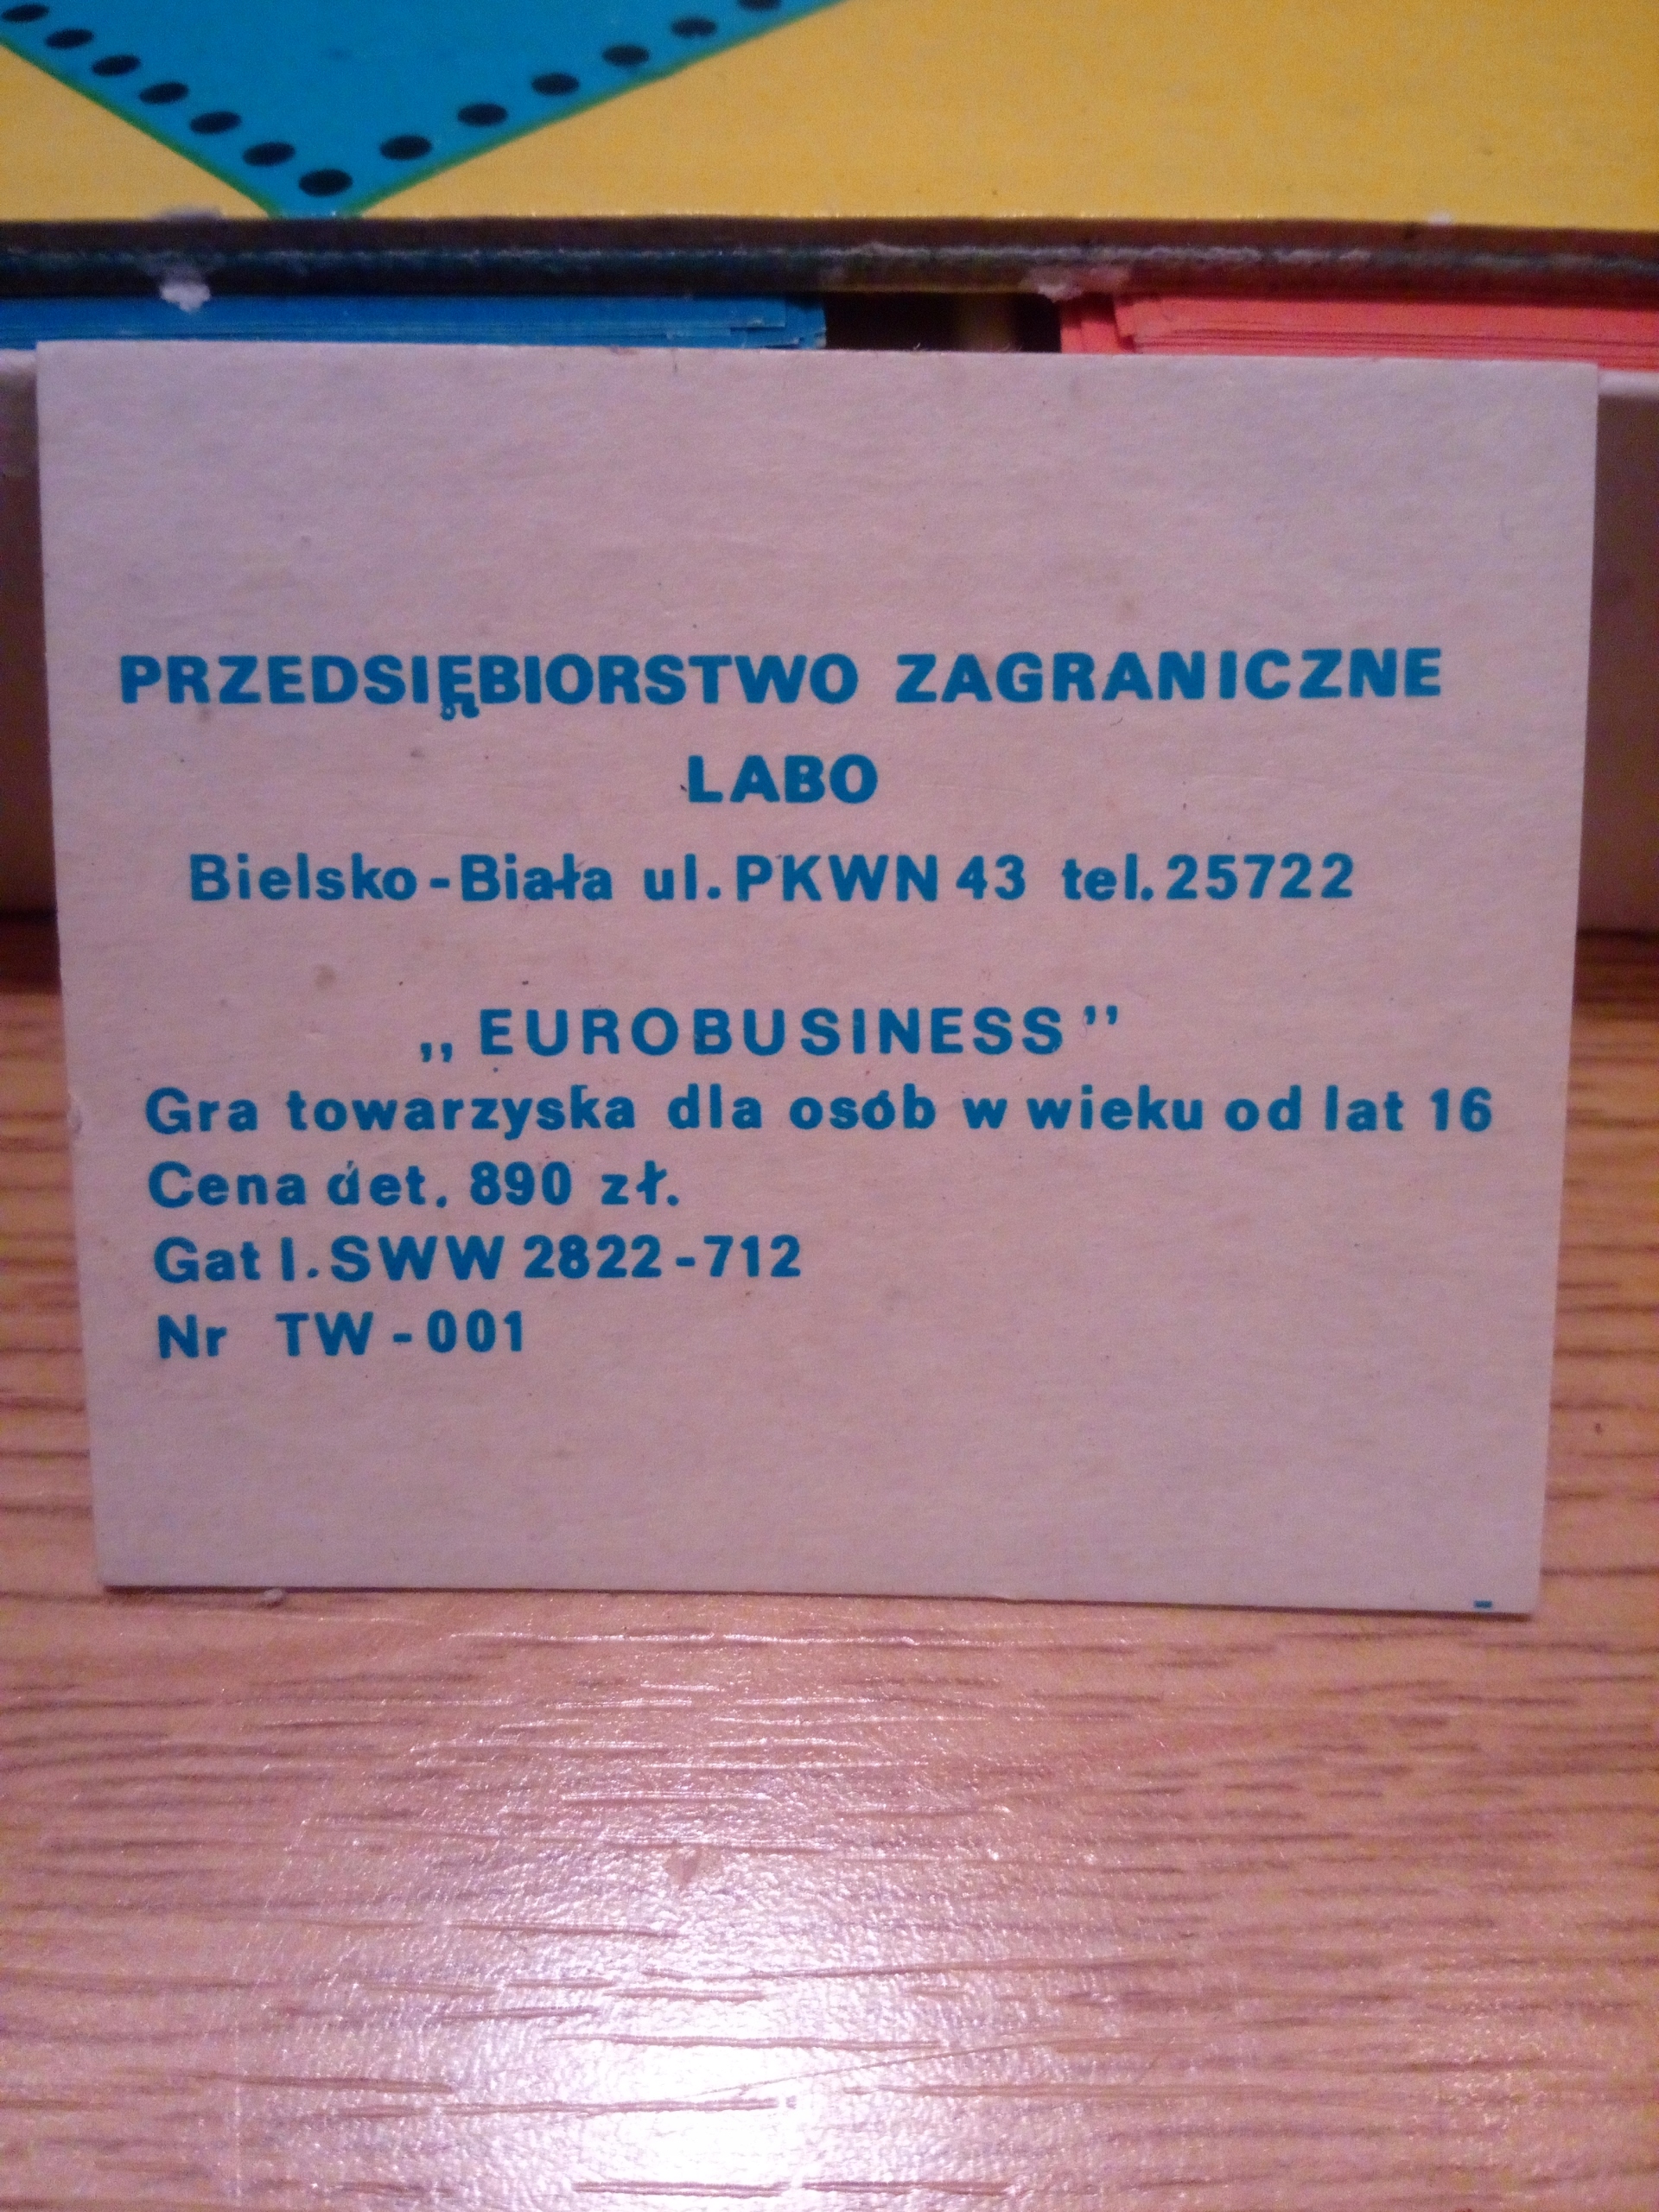 PRZEDSIĘBIORSTWO ZAGRANICZNE
LABO
Bielsko-Biała ul. PKWN 43 tel. 25722
„EUROBUSINESS”
Gra towarzyska dla osób w wieku od lat 16
Cena det. 890 zł.
Gat I. SWW 2822-712
Nr TW-001